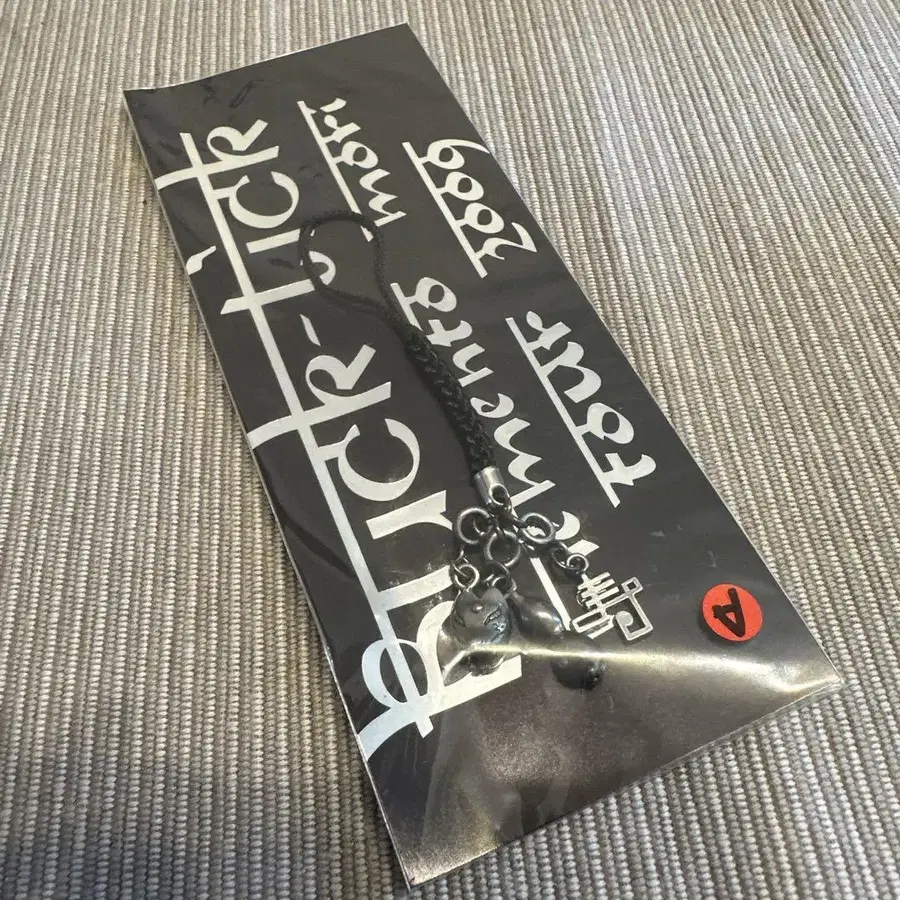 BUCK-TICK
memento mori
tour 2009
A